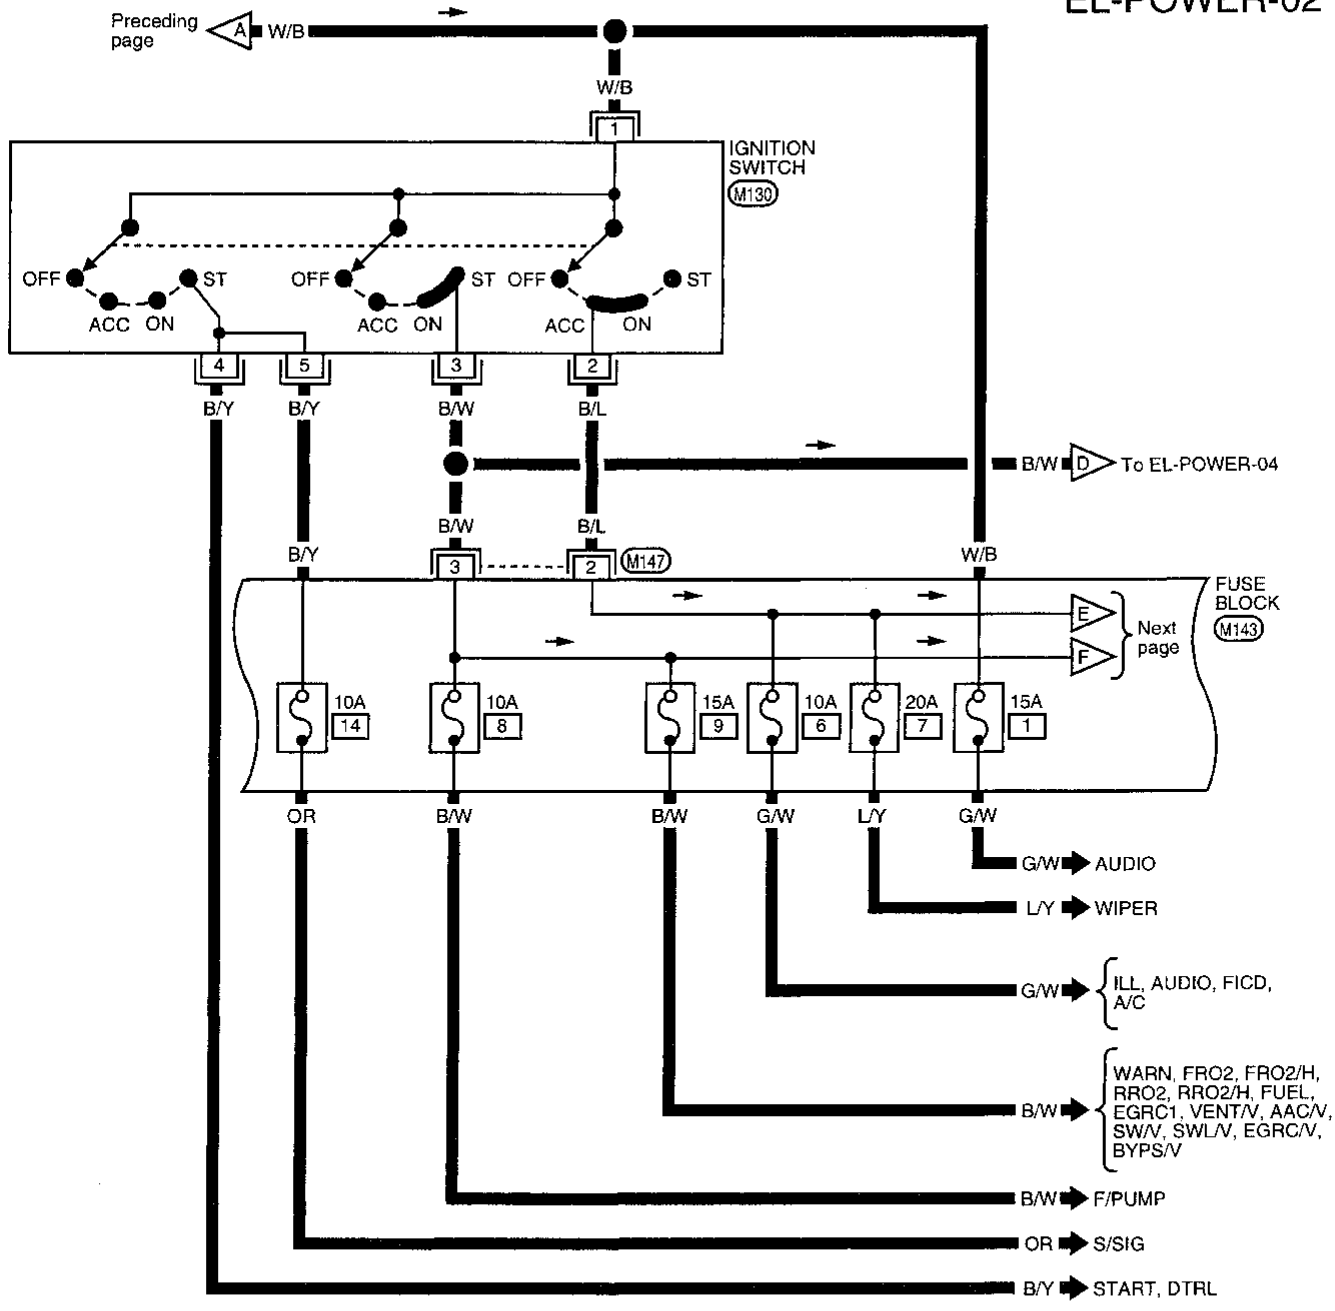 EL-POWER-02
Preceding
page
A
W/B
W/B
1
IGNITION
SWITCH
M130
OFF
ST
ACC
ON
OFF
ST
ACC
ON
OFF
ST
ACC
ON
4
5
3
2
B/Y
B/Y
B/W
B/L
B/W
D
To EL-POWER-04
B/Y
B/W
B/L
W/B
3
2
M147
FUSE
BLOCK
M143
E
F
Next
page
10A
14
10A
8
15A
9
10A
6
20A
7
15A
1
OR
B/W
B/W
G/W
L/Y
G/W
G/W
AUDIO
L/Y
WIPER
G/W
ILL, AUDIO, FICD,
A/C
B/W
WARN, FRO2, FRO2/H,
RRO2, RRO2/H, FUEL,
EGRC1, VENT/V, AAC/V,
SW/V, SWL/V, EGRC/V,
BYPS/V
B/W
F/PUMP
OR
S/SIG
B/Y
START, DTRL